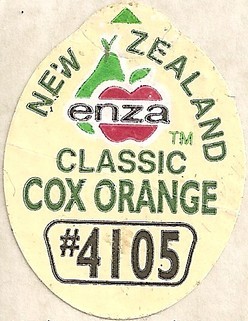 NEW ZEALAND
enza
TM
CLASSIC
COX ORANGE
#4105